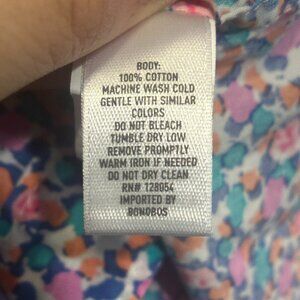 BODY:
100% COTTON
MACHINE WASH COLD
GENTLE WITH SIMILAR
COLORS
DO NOT BLEACH
TUMBLE DRY LOW
REMOVE PROMPTLY
WARM IRON IF NEEDED
DO NOT DRY CLEAN
RN# 128054
IMPORTED BY
BONOBOS